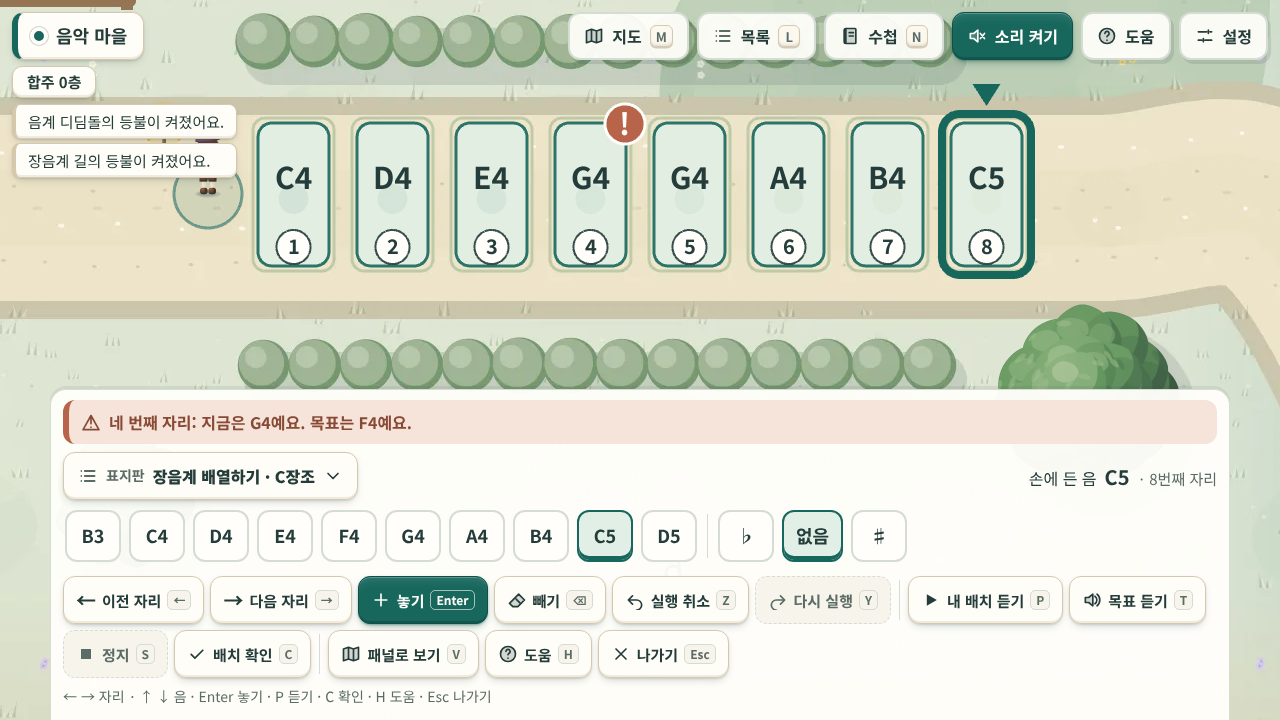 음악 마을
지도 M
목록 L
수첩 N
소리 켜기
도움
설정
합주 0층
음계 디딤돌의 등불이 켜졌어요.
장음계 길의 등불이 켜졌어요.
!
C4 D4 E4 G4 G4 A4 B4 C5
1 2 3 4 5 6 7 8
네 번째 자리: 지금은 G4예요. 목표는 F4예요.
표지판 장음계 배열하기 · C장조
손에 든 음 C5 · 8번째 자리
B3 C4 D4 E4 F4 G4 A4 B4 C5 D5 ♭ 없음 ♯
← 이전 자리 ← → 다음 자리 → 놓기 Enter 빼기 ⌫ 실행 취소 Z 다시 실행 Y 내 배치 듣기 P 목표 듣기 T
정지 S 배치 확인 C 패널로 보기 V 도움 H 나가기 Esc
← → 자리 · ↑ ↓ 음 · Enter 놓기 · P 듣기 · C 확인 · H 도움 · Esc 나가기